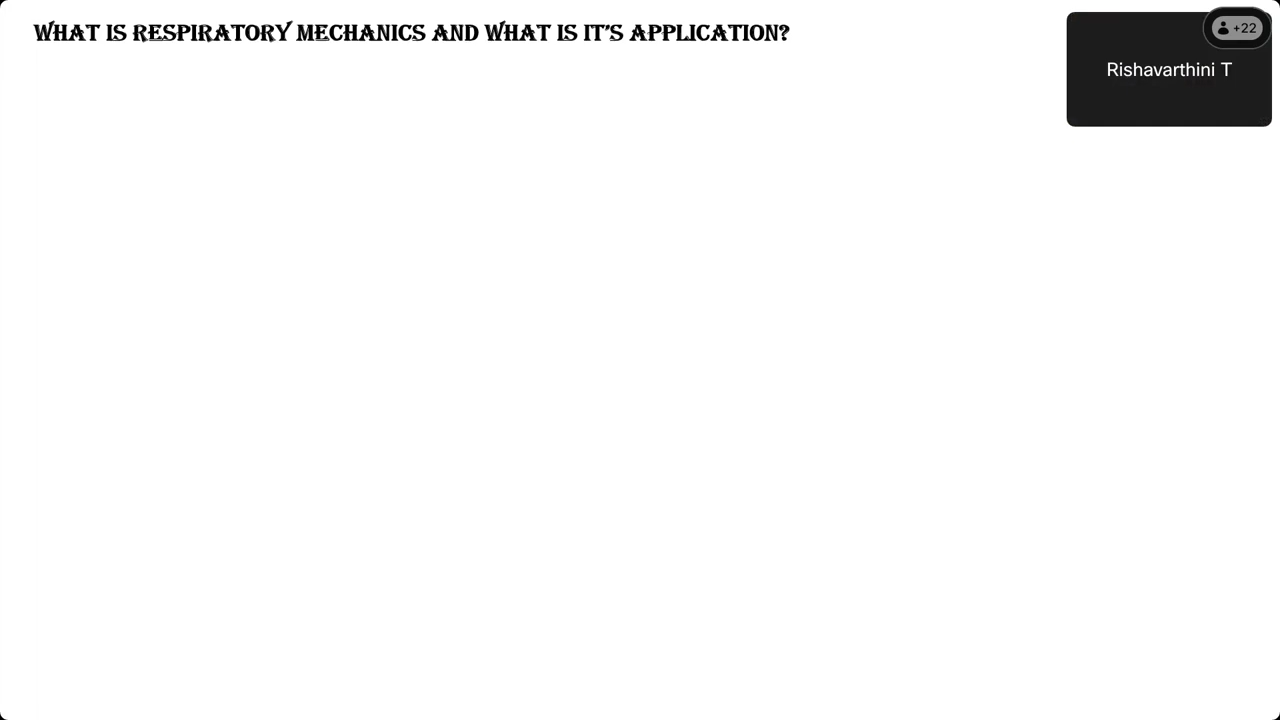 WHAT IS RESPIRATORY MECHANICS AND WHAT IS IT'S APPLICATION?
+22
Rishavarthini T